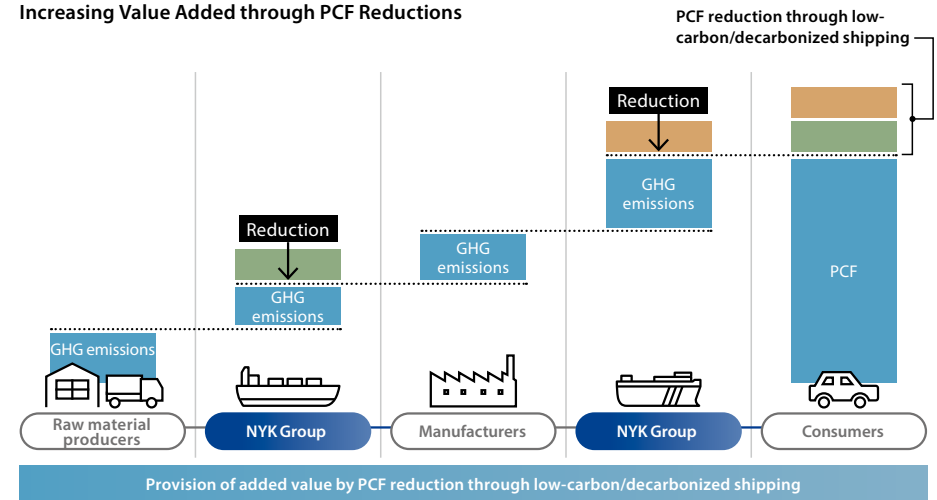 Increasing Value Added through PCF Reductions
PCF reduction through low-
carbon/decarbonized shipping
Reduction
GHG
emissions
PCF
Reduction
GHG
emissions
GHG
emissions
GHG emissions
Raw material
producers
NYK Group
Manufacturers
NYK Group
Consumers
Provision of added value by PCF reduction through low-carbon/decarbonized shipping